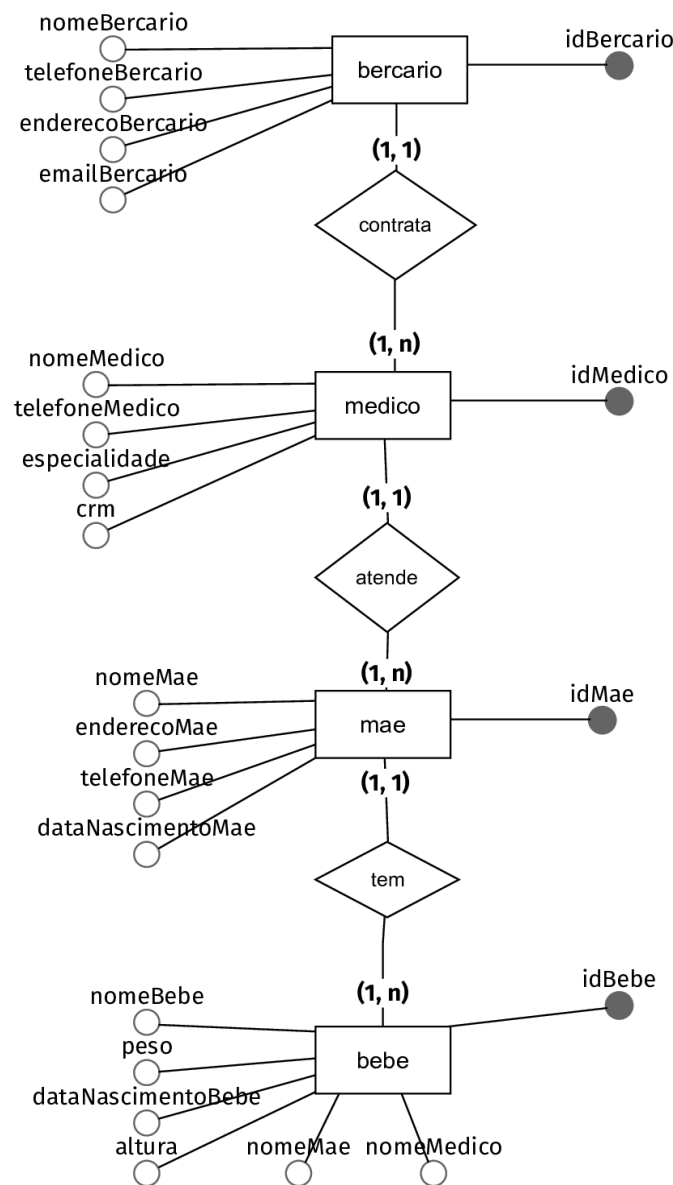 nomeBercario
idBercario
telefoneBercario
bercario
enderecoBercario
(1, 1)
emailBercario
contrata
(1, n)
nomeMedico
idMedico
telefoneMedico
medico
especialidade
(1, 1)
crm
atende
(1, n)
nomeMae
idMae
enderecoMae
mae
telefoneMae
(1, 1)
dataNascimentoMae
tem
idBebe
(1, n)
nomeBebe
peso
bebe
dataNascimentoBebe
altura
nomeMae
nomeMedico